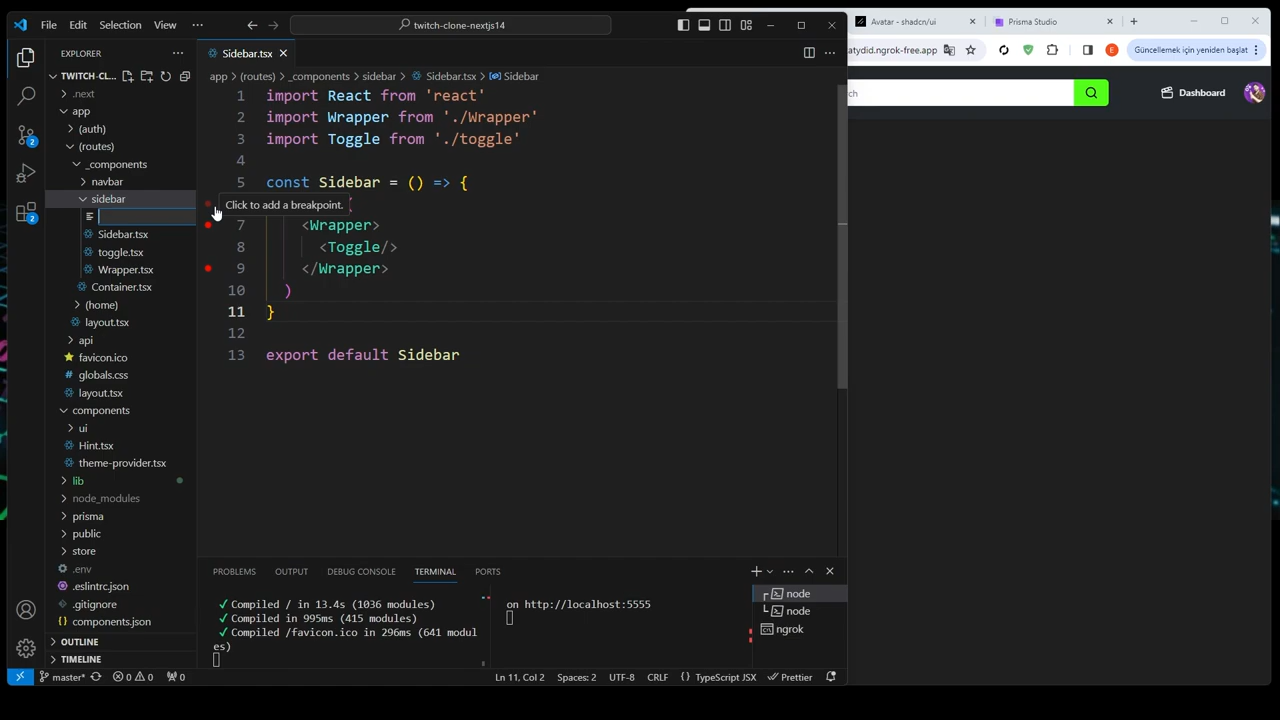 File Edit Selection View ··· twitch-clone-nextjs14
Avatar - shadcn/ui Prisma Studio
atydid.ngrok-free.app Güncellemek için yeniden başlat
E
ch Dashboard
EXPLORER
TWITCH-CL...
.next
app
(auth)
(routes)
_components
navbar
sidebar
Sidebar.tsx
toggle.tsx
Wrapper.tsx
Container.tsx
(home)
layout.tsx
api
favicon.ico
globals.css
layout.tsx
components
ui
Hint.tsx
theme-provider.tsx
lib
node_modules
prisma
public
store
.env
.eslintrc.json
.gitignore
components.json
OUTLINE
TIMELINE
2
2
Sidebar.tsx
app > (routes) > _components > sidebar > Sidebar.tsx > Sidebar
1 import React from 'react'
2 import Wrapper from './Wrapper'
3 import Toggle from './toggle'
4
5 const Sidebar = () => {
Click to add a breakpoint. (
7 <Wrapper>
8 <Toggle/>
9 </Wrapper>
10 )
11 }
12
13 export default Sidebar
PROBLEMS OUTPUT DEBUG CONSOLE TERMINAL PORTS
✓ Compiled / in 13.4s (1036 modules)
✓ Compiled in 995ms (415 modules)
✓ Compiled /favicon.ico in 296ms (641 modul
es)
on http://localhost:5555
node
node
ngrok
master* 0 0 0 Ln 11, Col 2 Spaces: 2 UTF-8 CRLF {} TypeScript JSX Prettier